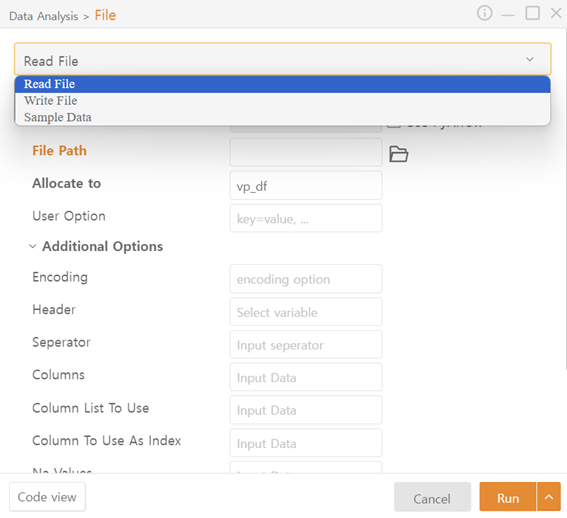 Data Analysis > File
Read File
Read File
Write File
Sample Data
File Path
Allocate to vp_df
User Option key=value, ...
Additional Options
Encoding encoding option
Header Select variable
Seperator Input seperator
Columns Input Data
Column List To Use Input Data
Column To Use As Index Input Data
Na Values Input Data
Code view Cancel Run